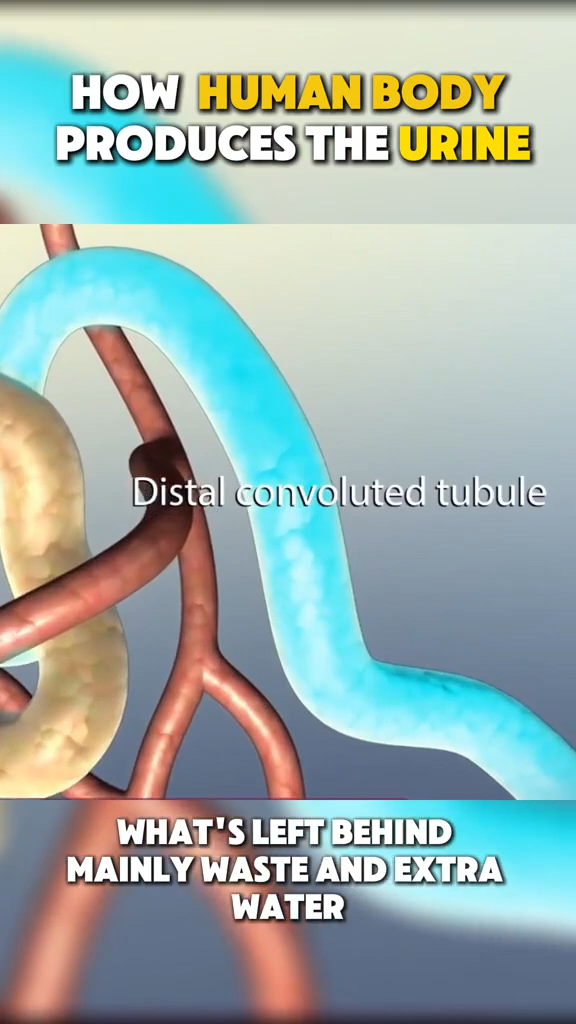 HOW HUMAN BODY
PRODUCES THE URINE
Distal convoluted tubule
WHAT'S LEFT BEHIND
MAINLY WASTE AND EXTRA
WATER